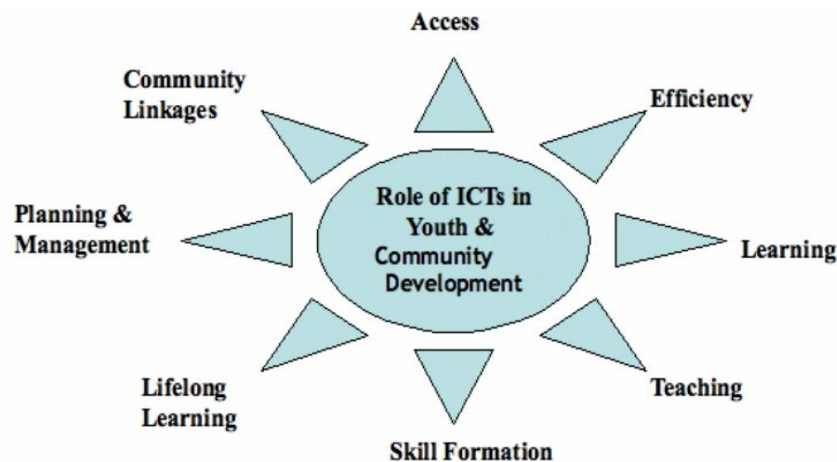 Access
Community
Linkages
Efficiency
Planning &
Management
Role of ICTs in
Youth &
Community
Development
Learning
Lifelong
Learning
Teaching
Skill Formation